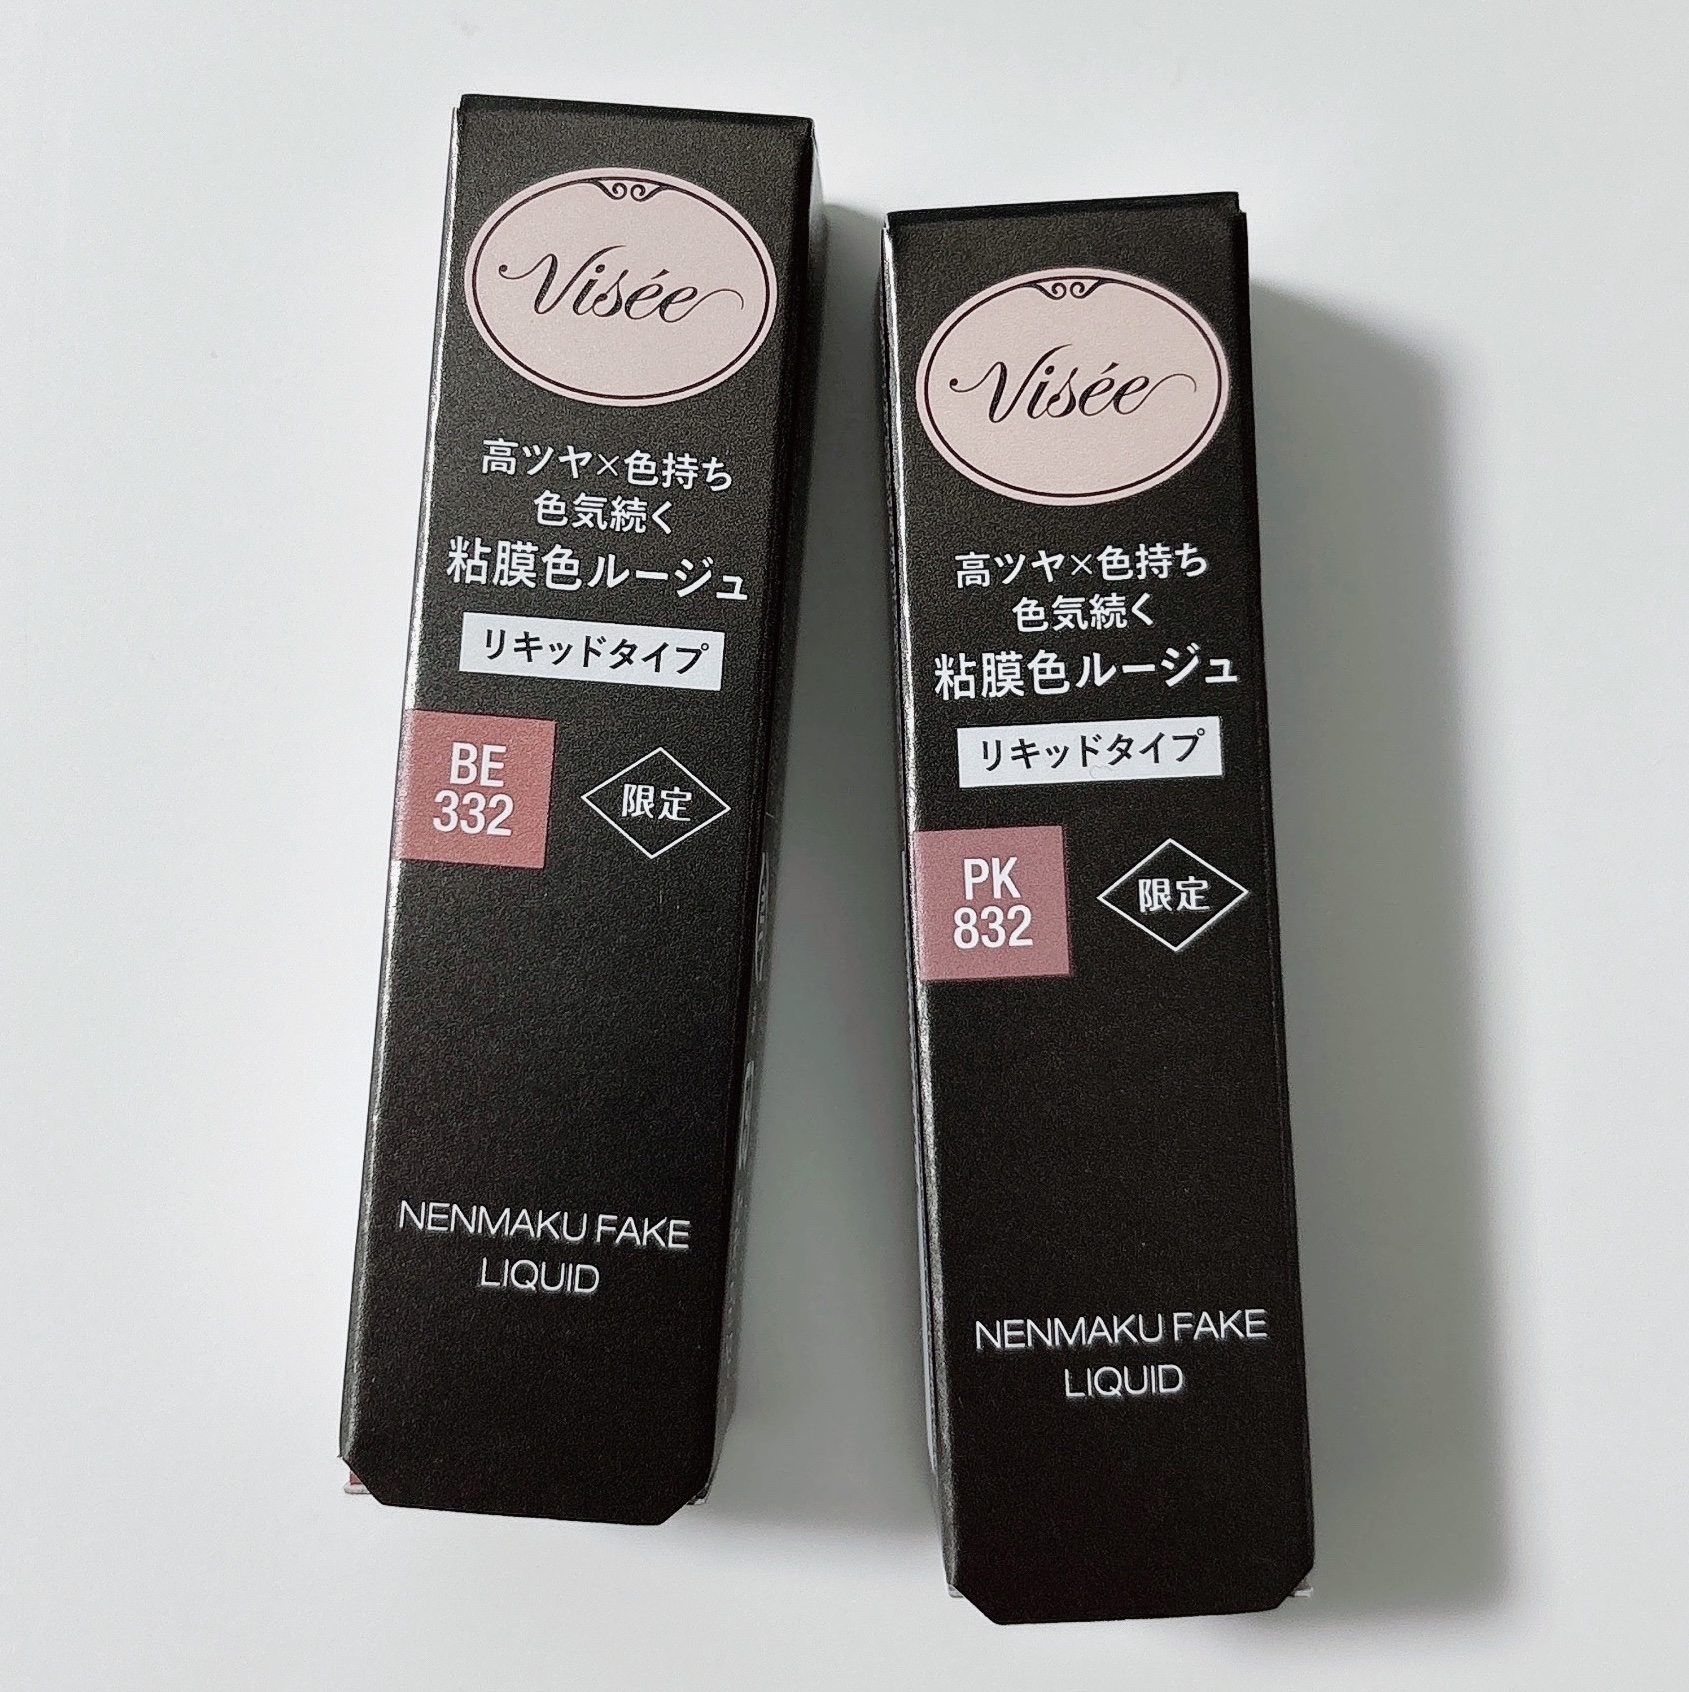 Visée
高ツヤ×色持ち
色気続く
粘膜色ルージュ
リキッドタイプ
BE
332
限定
NENMAKU FAKE
LIQUID
Visée
高ツヤ×色持ち
色気続く
粘膜色ルージュ
リキッドタイプ
PK
832
限定
NENMAKU FAKE
LIQUID